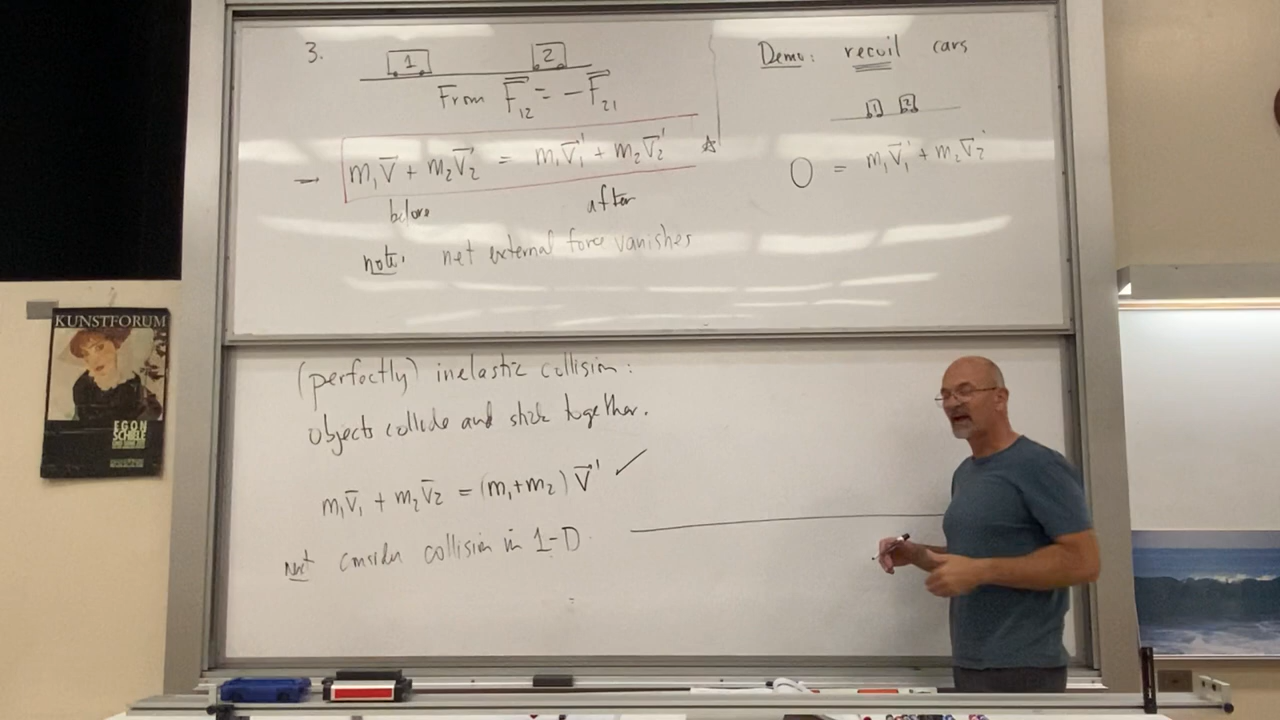 3.
1 2
From F̅₁₂ = −F̅₂₁
→ m₁V̅ + m₂V̅₂ = m₁V̅₁' + m₂V̅₂' ☆
before after
note: net external force vanishes
Demo: recoil cars
1 2
0 = m₁V̅₁' + m₂V̅₂'
(perfectly) inelastic collision:
objects collide and stick together.
m₁V̅₁ + m₂V̅₂ = (m₁+m₂) V̅' ✓
next consider collision in 1-D
KUNSTFORUM
EGON
SCHIELE